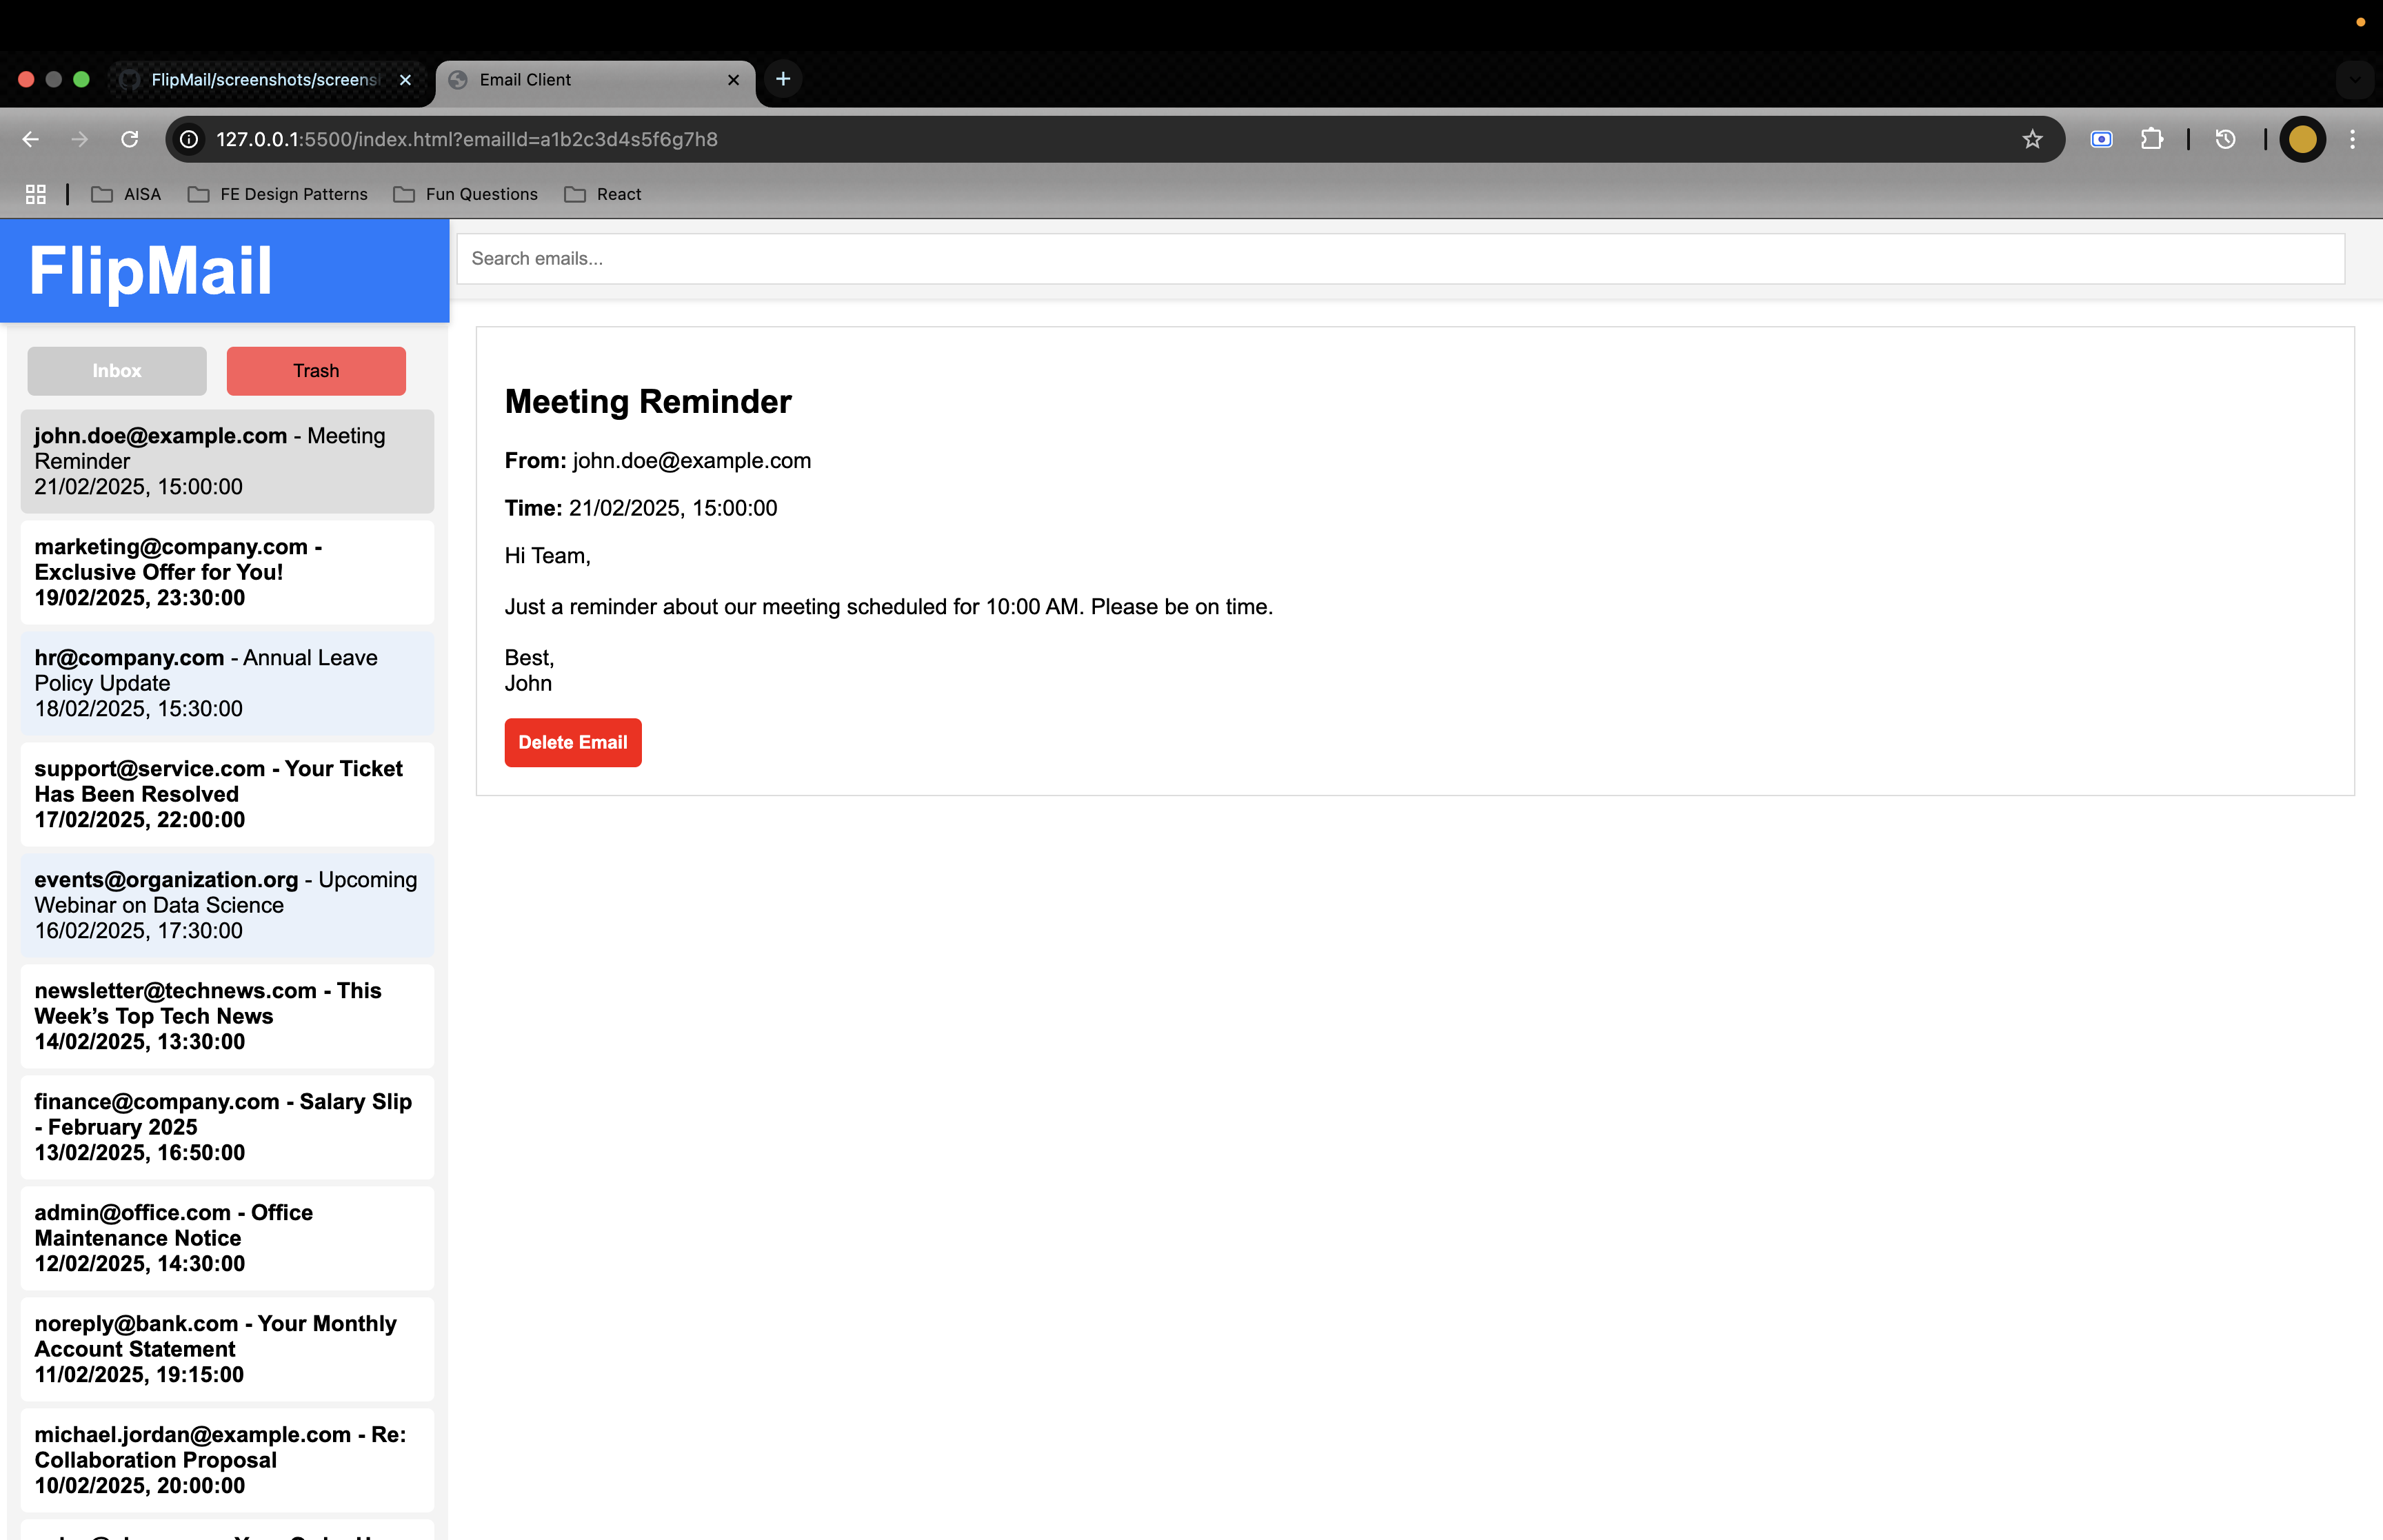 FlipMail/screenshots/screens
Email Client
127.0.0.1:5500/index.html?emailId=a1b2c3d4s5f6g7h8
AISA
FE Design Patterns
Fun Questions
React
FlipMail
Search emails...
Inbox
Trash
john.doe@example.com - Meeting
Reminder
21/02/2025, 15:00:00
marketing@company.com -
Exclusive Offer for You!
19/02/2025, 23:30:00
hr@company.com - Annual Leave
Policy Update
18/02/2025, 15:30:00
support@service.com - Your Ticket
Has Been Resolved
17/02/2025, 22:00:00
events@organization.org - Upcoming
Webinar on Data Science
16/02/2025, 17:30:00
newsletter@technews.com - This
Week’s Top Tech News
14/02/2025, 13:30:00
finance@company.com - Salary Slip
- February 2025
13/02/2025, 16:50:00
admin@office.com - Office
Maintenance Notice
12/02/2025, 14:30:00
noreply@bank.com - Your Monthly
Account Statement
11/02/2025, 19:15:00
michael.jordan@example.com - Re:
Collaboration Proposal
10/02/2025, 20:00:00
Meeting Reminder
From: john.doe@example.com
Time: 21/02/2025, 15:00:00
Hi Team,
Just a reminder about our meeting scheduled for 10:00 AM. Please be on time.
Best,
John
Delete Email